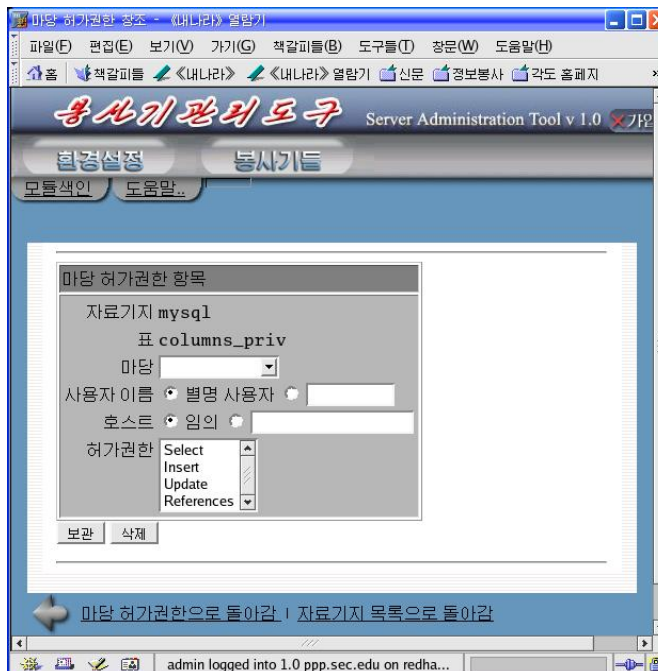 마당 허가권한 창조 - 《내나라》 열람기
파일(F) 편집(E) 보기(V) 가기(G) 책갈피들(B) 도구들(T) 창문(W) 도움말(H)
홈 책갈피들 《내나라》 《내나라》 열람기 신문 정보봉사 각도 홈페지 »
봉사기관리도구 Server Administration Tool v 1.0
환경설정 봉사기들
모듈색인 도움말..
마당 허가권한 항목
자료기지 mysql
표 columns_priv
마당
사용자 이름 별명 사용자
호스트 임의
허가권한 Select
Insert
Update
References
보관 삭제
마당 허가권한으로 돌아감 | 자료기지 목록으로 돌아감
admin logged into 1.0 ppp.sec.edu on redha...